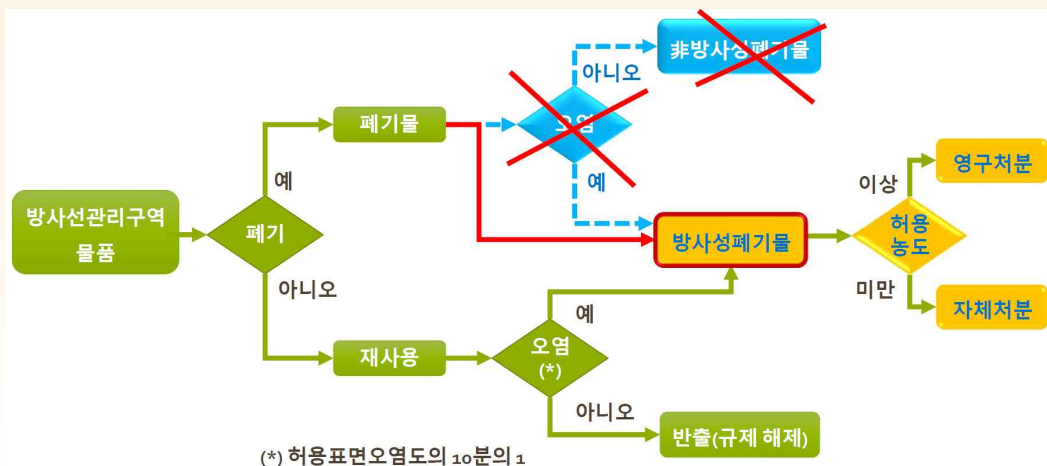 非방사성폐기물
아니오
오염
폐기물
예
예
영구처분
이상
방사선관리구역
물품
폐기
방사성폐기물
허용
농도
아니오
미만
예
자체처분
재사용
오염
(*)
아니오
반출(규제 해제)
(*) 허용표면오염도의 10분의 1